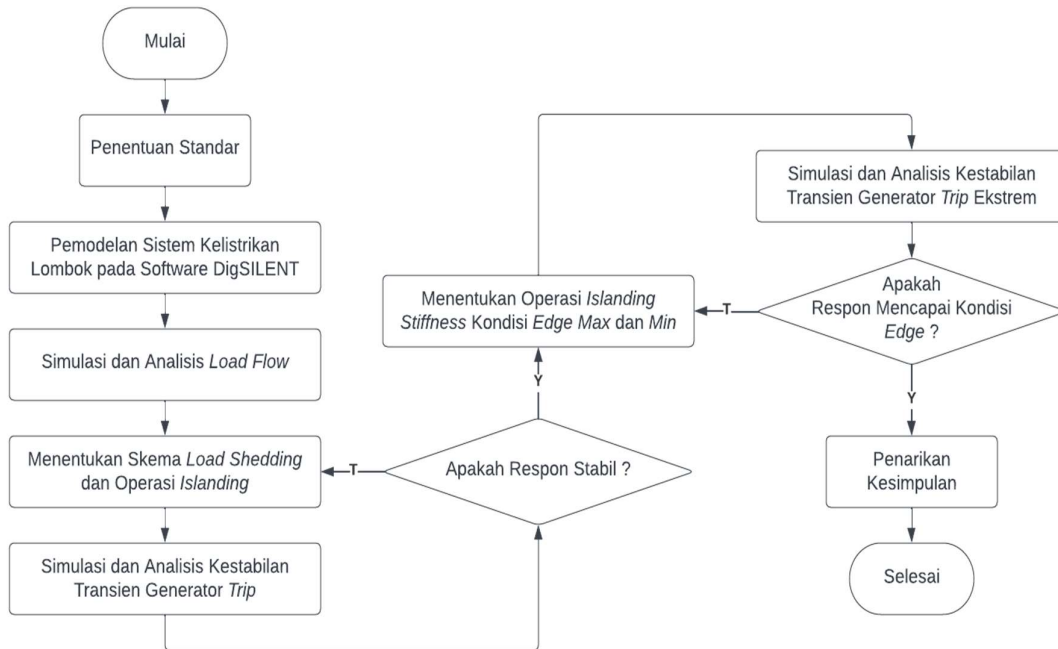 Mulai
Penentuan Standar
Pemodelan Sistem Kelistrikan
Lombok pada Software DigSILENT
Simulasi dan Analisis Load Flow
Menentukan Skema Load Shedding
dan Operasi Islanding
Simulasi dan Analisis Kestabilan
Transien Generator Trip
Apakah Respon Stabil ?
T
Y
Menentukan Operasi Islanding
Stiffness Kondisi Edge Max dan Min
Simulasi dan Analisis Kestabilan
Transien Generator Trip Ekstrem
Apakah
Respon Mencapai Kondisi
Edge ?
T
Y
Penarikan
Kesimpulan
Selesai